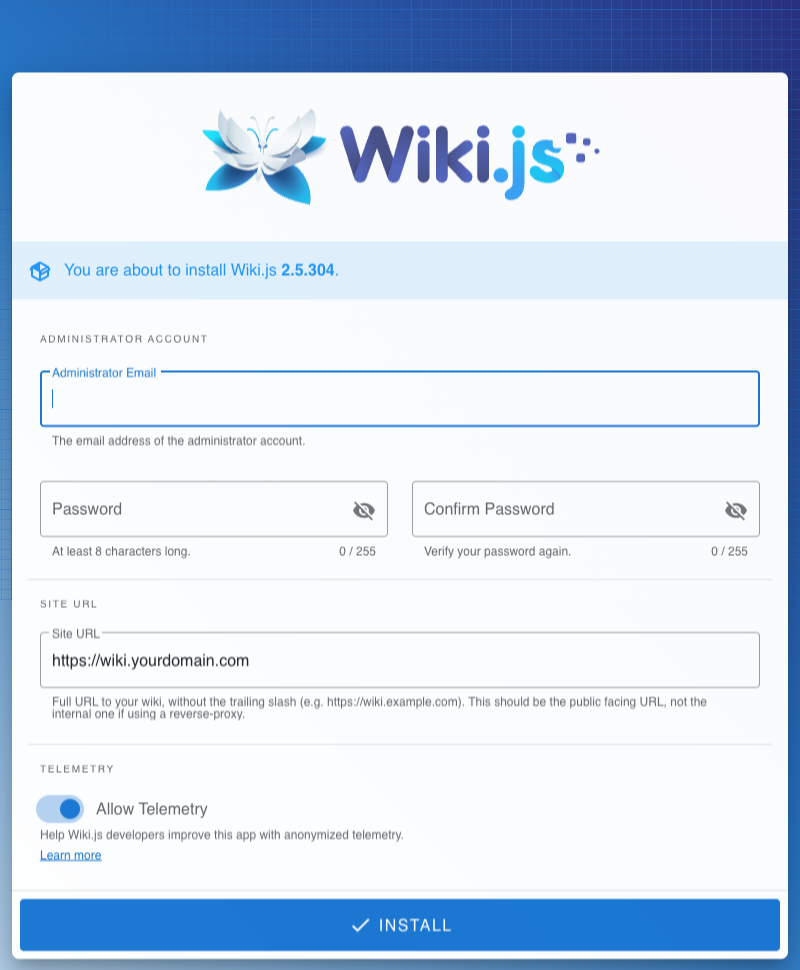 Wiki.js
You are about to install Wiki.js 2.5.304.
ADMINISTRATOR ACCOUNT
Administrator Email
The email address of the administrator account.
Password
Confirm Password
At least 8 characters long.
0 / 255
Verify your password again.
0 / 255
SITE URL
Site URL
https://wiki.yourdomain.com
Full URL to your wiki, without the trailing slash (e.g. https://wiki.example.com). This should be the public facing URL, not the
internal one if using a reverse-proxy.
TELEMETRY
Allow Telemetry
Help Wiki.js developers improve this app with anonymized telemetry.
Learn more
INSTALL